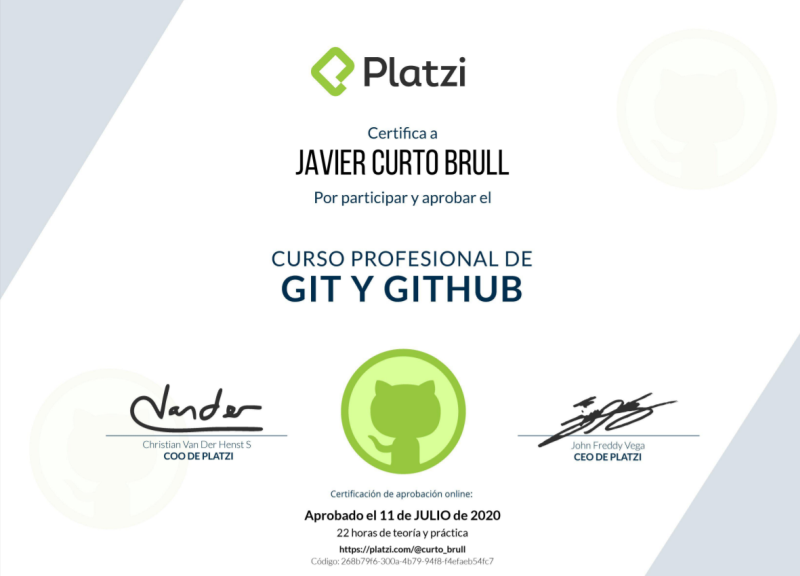 Platzi
Certifica a
JAVIER CURTO BRULL
Por participar y aprobar el
CURSO PROFESIONAL DE
GIT Y GITHUB
Vander
Christian Van Der Henst S
COO DE PLATZI
John Freddy Vega
CEO DE PLATZI
Certificación de aprobación online:
Aprobado el 11 de JULIO de 2020
22 horas de teoría y práctica
https://platzi.com/@curto_brull
Código: 268b79f6-300a-4b79-94f8-f4efaeb54fc7